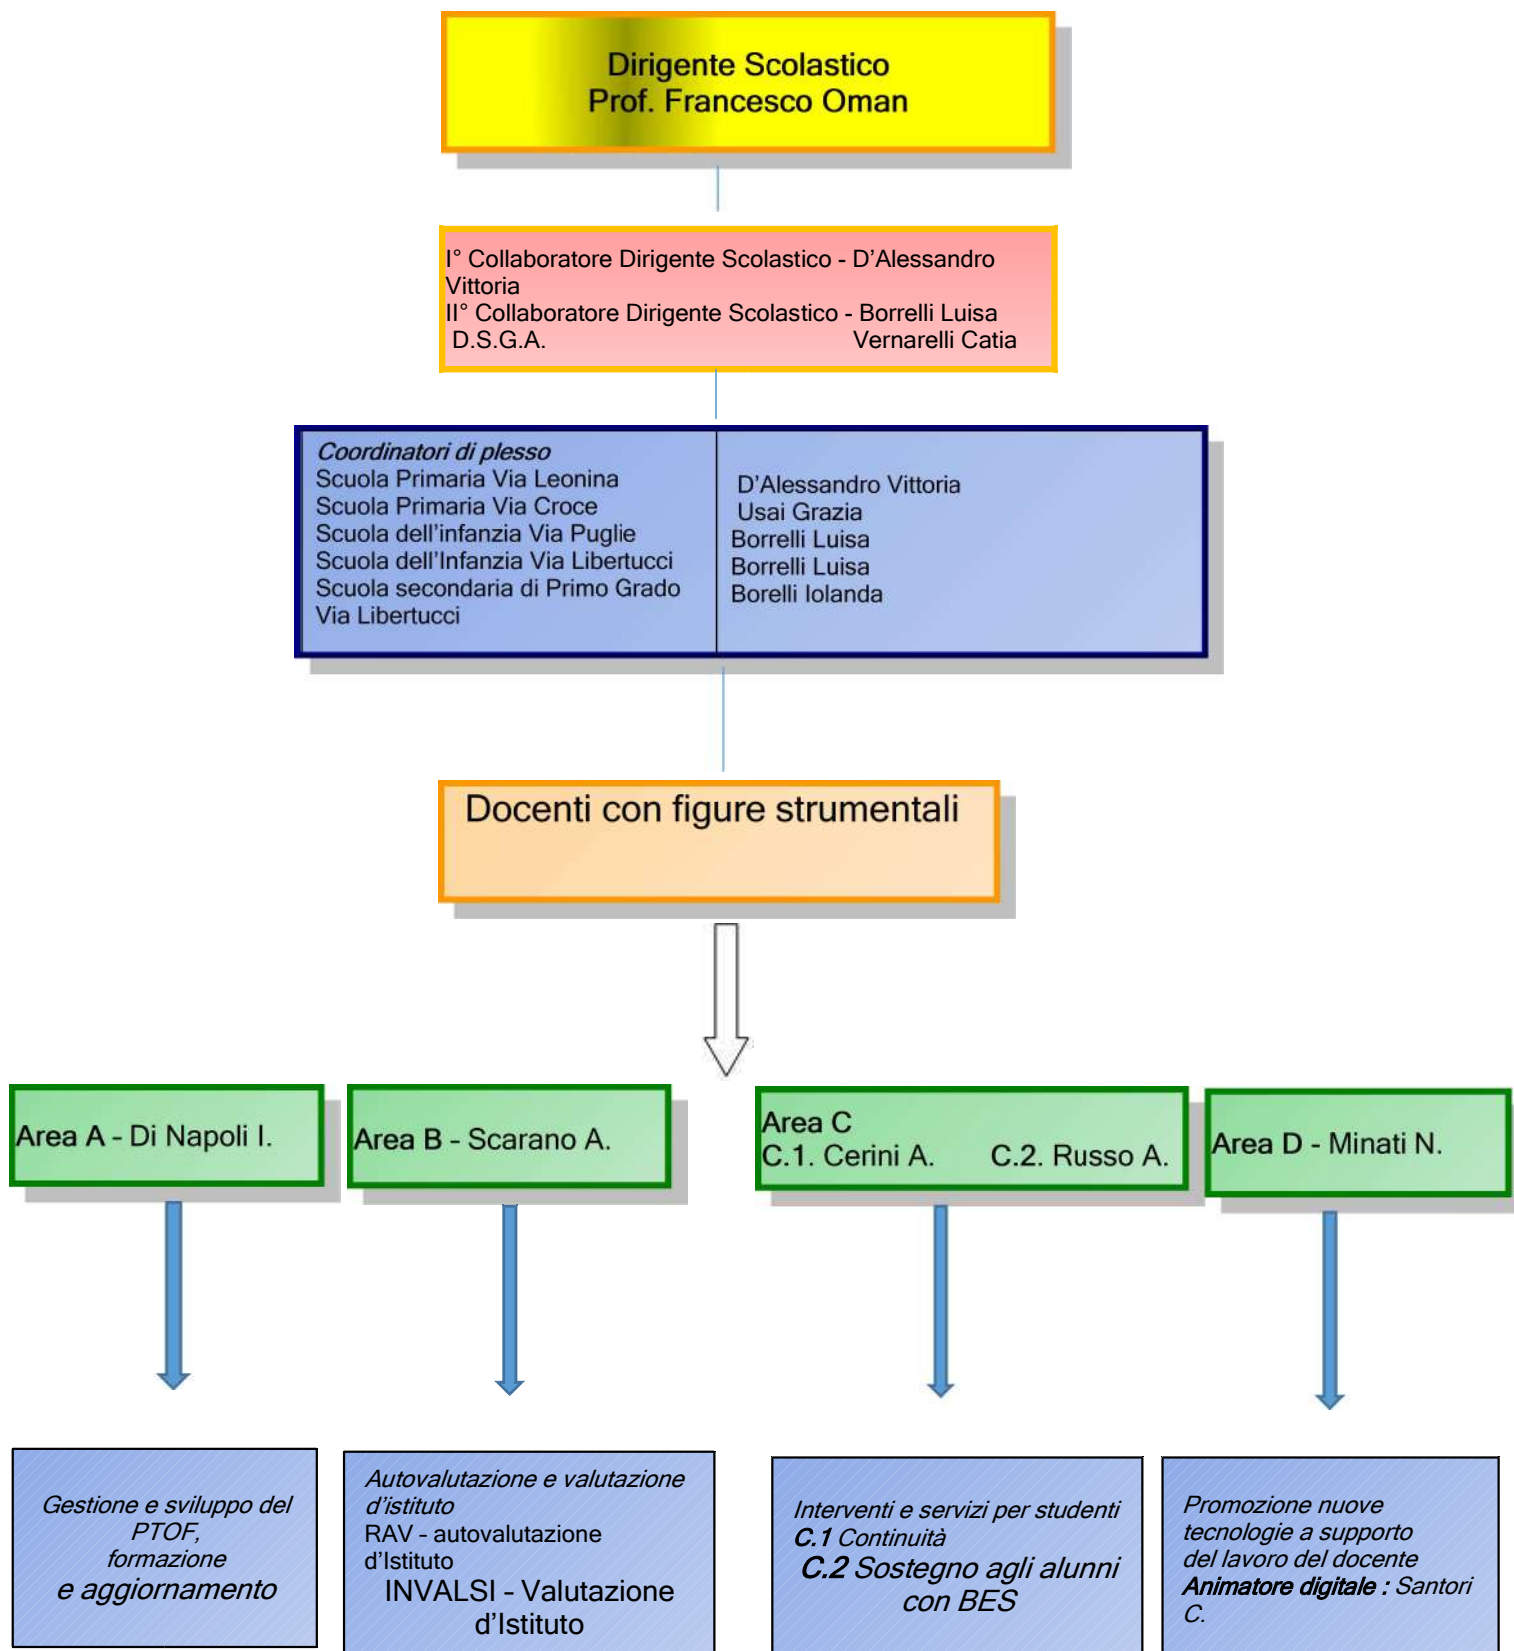 Dirigente Scolastico
Prof. Francesco Oman
I° Collaboratore Dirigente Scolastico - D'Alessandro
Vittoria
II° Collaboratore Dirigente Scolastico - Borrelli Luisa
D.S.G.A. Vernarelli Catia
Coordinatori di plesso
Scuola Primaria Via Leonina
Scuola Primaria Via Croce
Scuola dell'infanzia Via Puglie
Scuola dell'Infanzia Via Libertucci
Scuola secondaria di Primo Grado
Via Libertucci
D'Alessandro Vittoria
Usai Grazia
Borrelli Luisa
Borrelli Luisa
Borelli Iolanda
Docenti con figure strumentali
Area A - Di Napoli I.
Area B - Scarano A.
Area C
C.1. Cerini A. C.2. Russo A.
Area D - Minati N.
Gestione e sviluppo del
PTOF,
formazione
e aggiornamento
Autovalutazione e valutazione
d'istituto
RAV - autovalutazione
d'Istituto
INVALSI - Valutazione
d'Istituto
Interventi e servizi per studenti
C.1 Continuità
C.2 Sostegno agli alunni
con BES
Promozione nuove
tecnologie a supporto
del lavoro del docente
Animatore digitale : Santori
C.